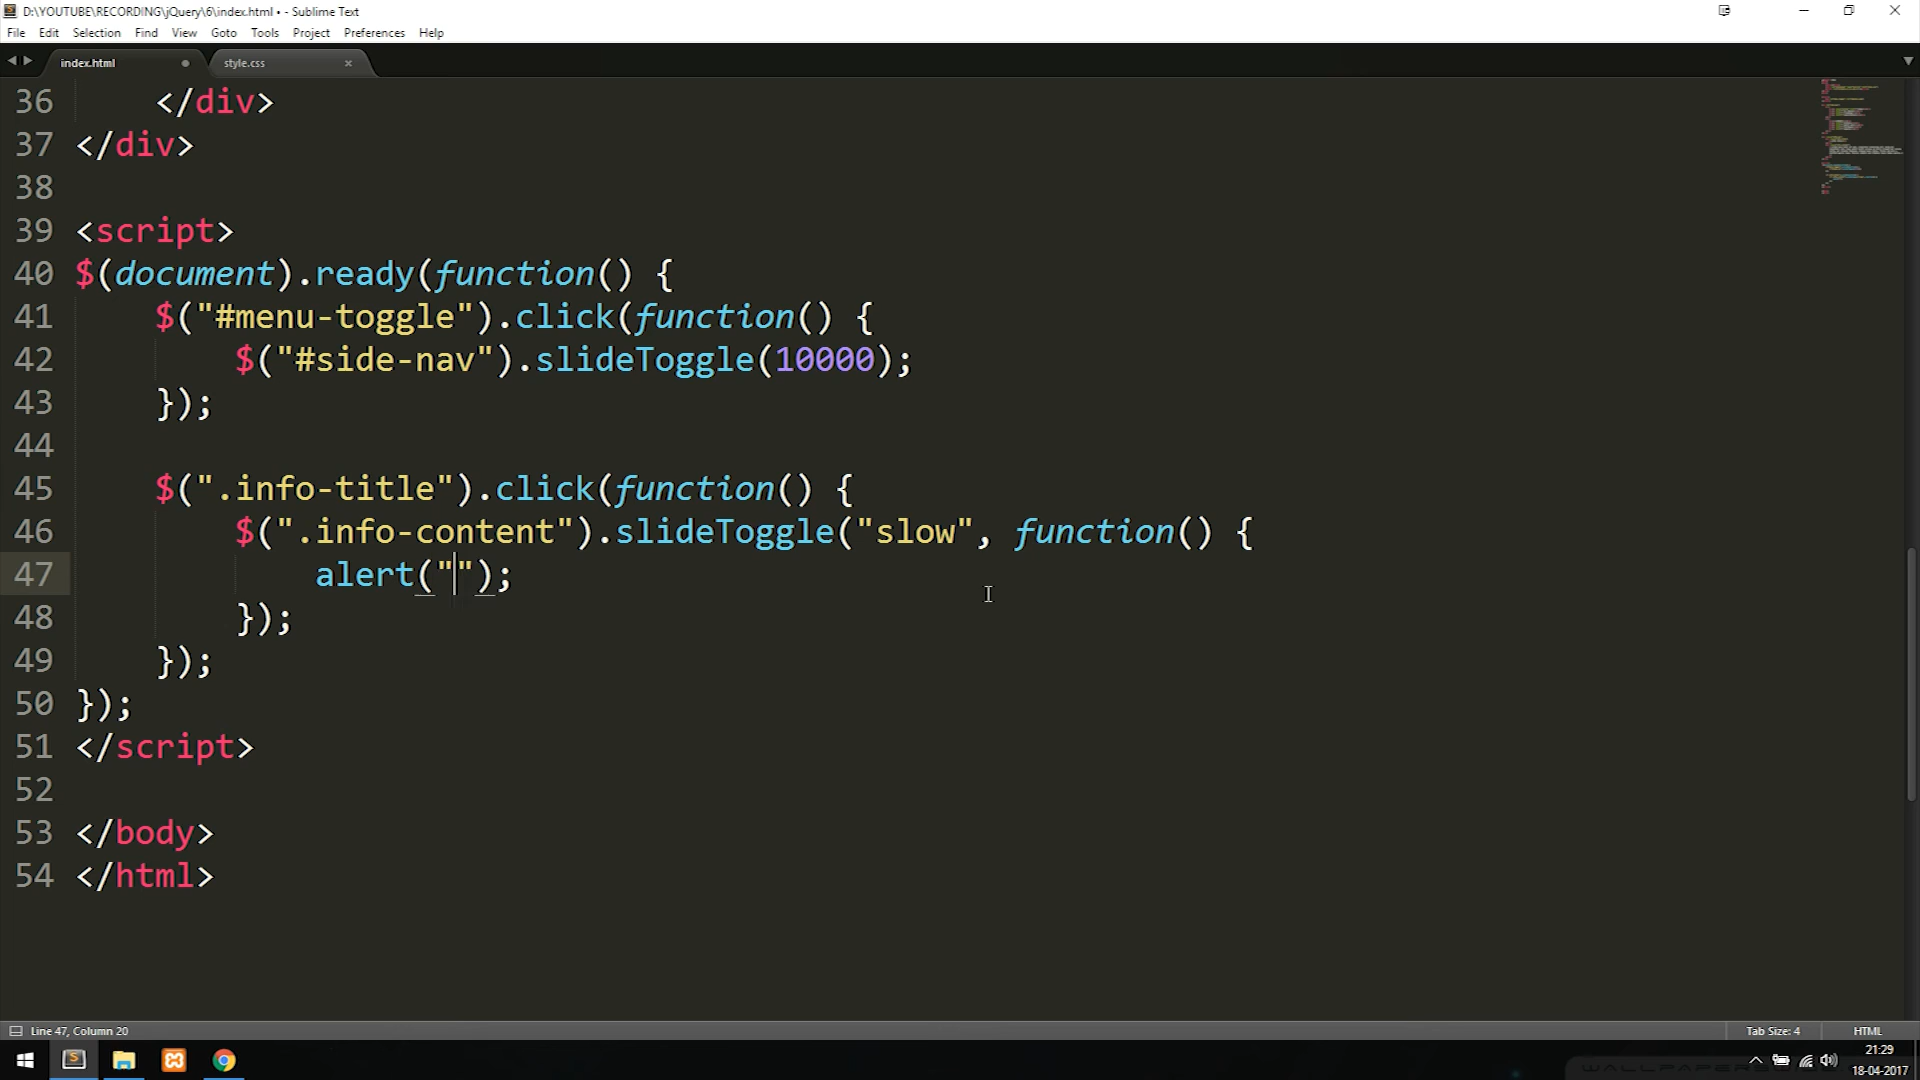 D:\YOUTUBE\RECORDING\jQuery\6\index.html • - Sublime Text
File Edit Selection Find View Goto Tools Project Preferences Help
index.html
style.css
36 </div>
37 </div>
38
39 <script>
40 $(document).ready(function() {
41 $("#menu-toggle").click(function() {
42 $("#side-nav").slideToggle(10000);
43 });
44
45 $(".info-title").click(function() {
46 $(".info-content").slideToggle("slow", function() {
47 alert("");
48 });
49 });
50 });
51 </script>
52
53 </body>
54 </html>
Line 47, Column 20
Tab Size: 4
HTML
21:29
18-04-2017